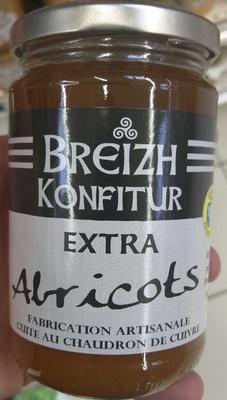 BREIZH
KONFITUR
EXTRA
Abricots
FABRICATION ARTISANALE
CUITE AU CHAUDRON DE CUIVRE